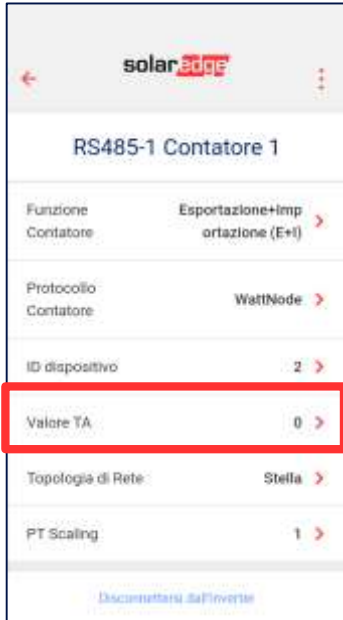 solaredge
RS485-1 Contatore 1
Funzione
Contatore
Esportazione+Imp
ortazione (E+I)
Protocollo
Contatore
WattNode
ID dispositivo
2
Valore TA
0
Topologia di Rete
Stella
PT Scaling
1
Disconnettersi dall'inverter